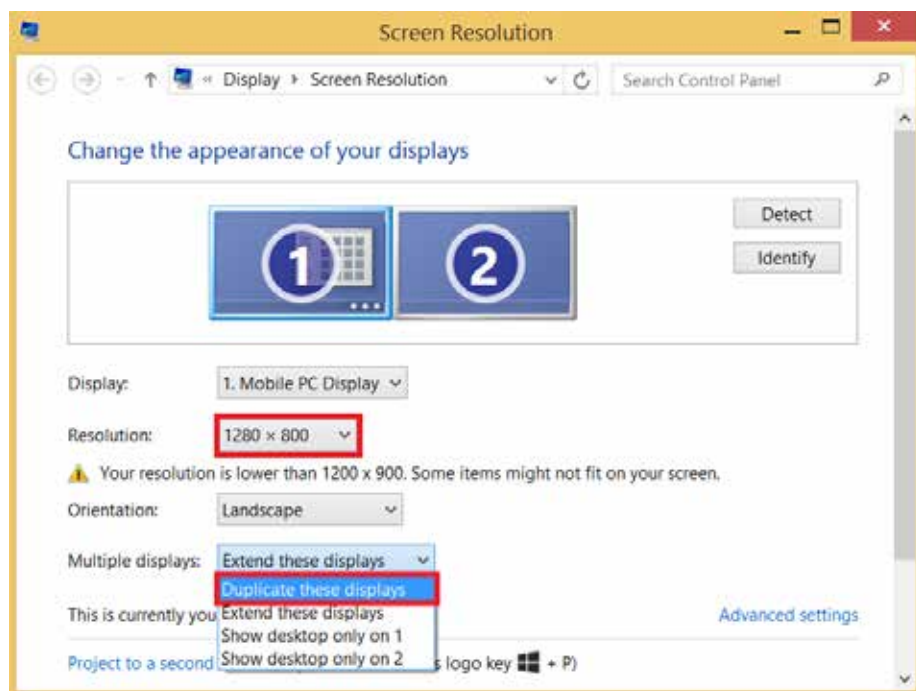 Screen Resolution
Display Screen Resolution
Search Control Panel
Change the appearance of your displays
1 2
Detect
Identify
Display: 1. Mobile PC Display
Resolution: 1280 × 800
Your resolution is lower than 1200 x 900. Some items might not fit on your screen.
Orientation: Landscape
Multiple displays: Extend these displays
Duplicate these displays
This is currently you Extend these displays Advanced settings
Show desktop only on 1
Project to a second Show desktop only on 2 s logo key + P)